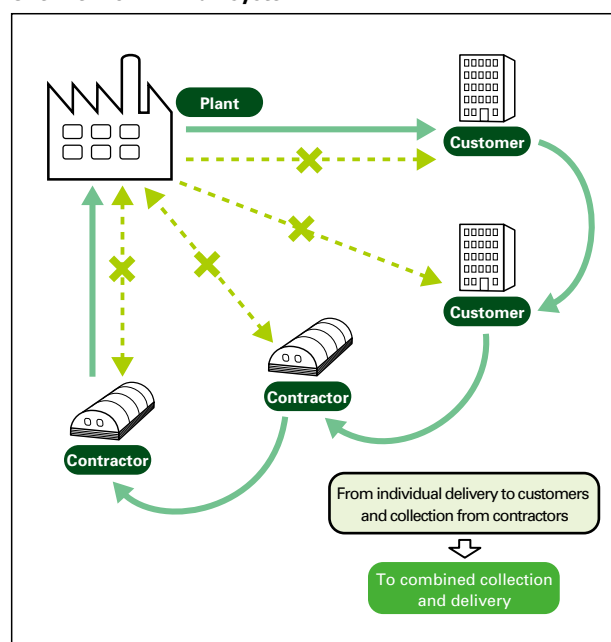 Plant
Customer
Customer
Contractor
Contractor
From individual delivery to customers
and collection from contractors
To combined collection
and delivery